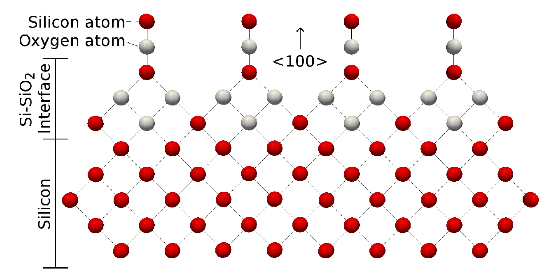 Silicon atom
Oxygen atom
<100>
Si-SIO2
Interface
Silicon